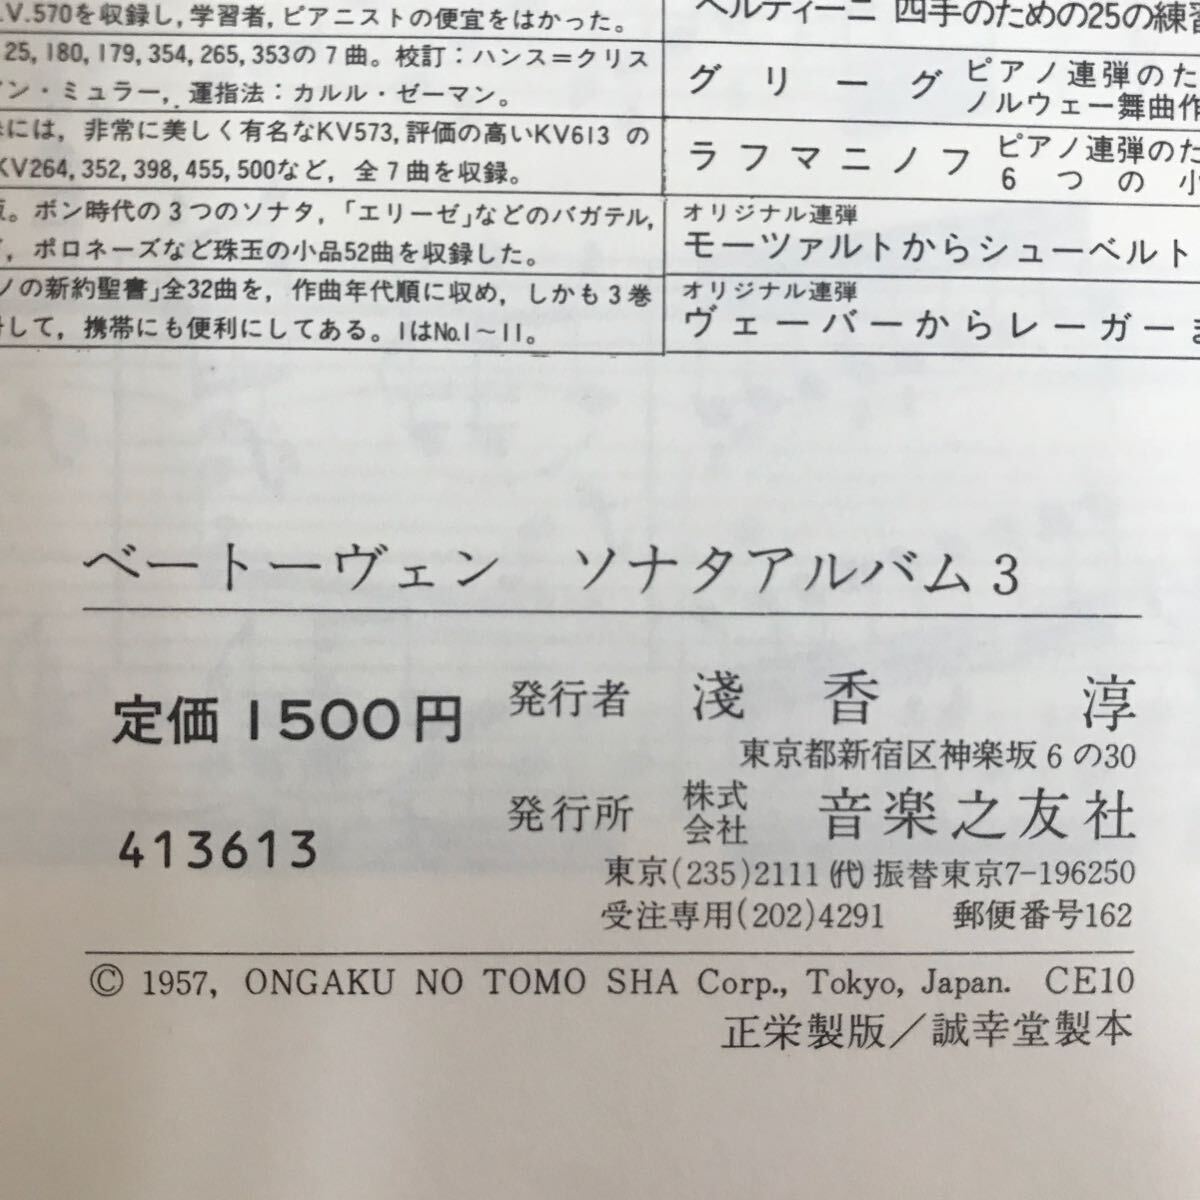 .V.570を収録し,学習者,ピアニストの便宜をはかった。
25,180,179,354,265,353の7曲。校訂:ハンス=クリス
ァン・ミュラー,運指法:カルル・ゼーマン。
には,非常に美しく有名なKV573,評価の高いKV613の
KV264,352,398,455,500など,全7曲を収録。
。ボン時代の3つのソナタ,「エリーゼ」などのバガテル,
,ポロネーズなど珠玉の小品52曲を収録した。
ノの新約聖書」全32曲を,作曲年代順に収め,しかも3巻
して,携帯にも便利にしてある。1はNo.1〜11。
ベルティーニ 四手のための25の練習
グリーグ ピアノ連弾のた
ノルウェー舞曲作
ラフマニノフ ピアノ連弾のた
6つの小
オリジナル連弾
モーツァルトからシューベルト
オリジナル連弾
ヴェーバーからレーガーま
ベートーヴェン ソナタアルバム3
定価1500円
413613
発行者 淺香 淳
東京都新宿区神楽坂6の30
発行所 株式会社 音楽之友社
東京(235)2111(代)振替東京7-196250
受注専用(202)4291 郵便番号162
© 1957, ONGAKU NO TOMO SHA Corp., Tokyo, Japan. CE10
正栄製版/誠幸堂製本